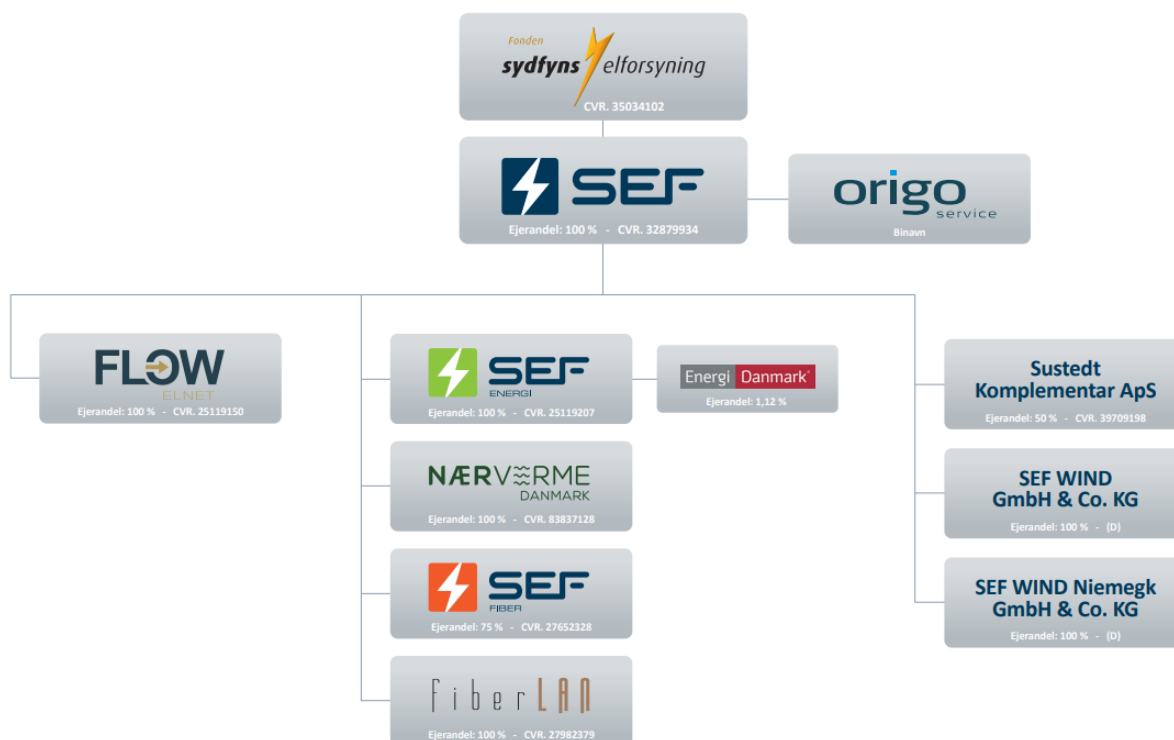 Fonden
sydfyns elforsyning
CVR. 35034102
SEF
Ejerandel: 100 % - CVR. 32879934
origo
service
Binavn
FLOW
ELNET
Ejerandel: 100 % - CVR. 25119150
SEF
ENERGI
Ejerandel: 100 % - CVR. 25119207
Energi Danmark
Ejerandel: 1,12 %
NÆRVERME
DANMARK
Ejerandel: 100 % - CVR. 83837128
SEF
FIBER
Ejerandel: 75 % - CVR. 27652328
FiberLAN
Ejerandel: 100 % - CVR. 27982379
Sustedt
Komplementar ApS
Ejerandel: 50 % - CVR. 39709198
SEF WIND
GmbH & Co. KG
Ejerandel: 100 % - (D)
SEF WIND Niemegk
GmbH & Co. KG
Ejerandel: 100 % - (D)